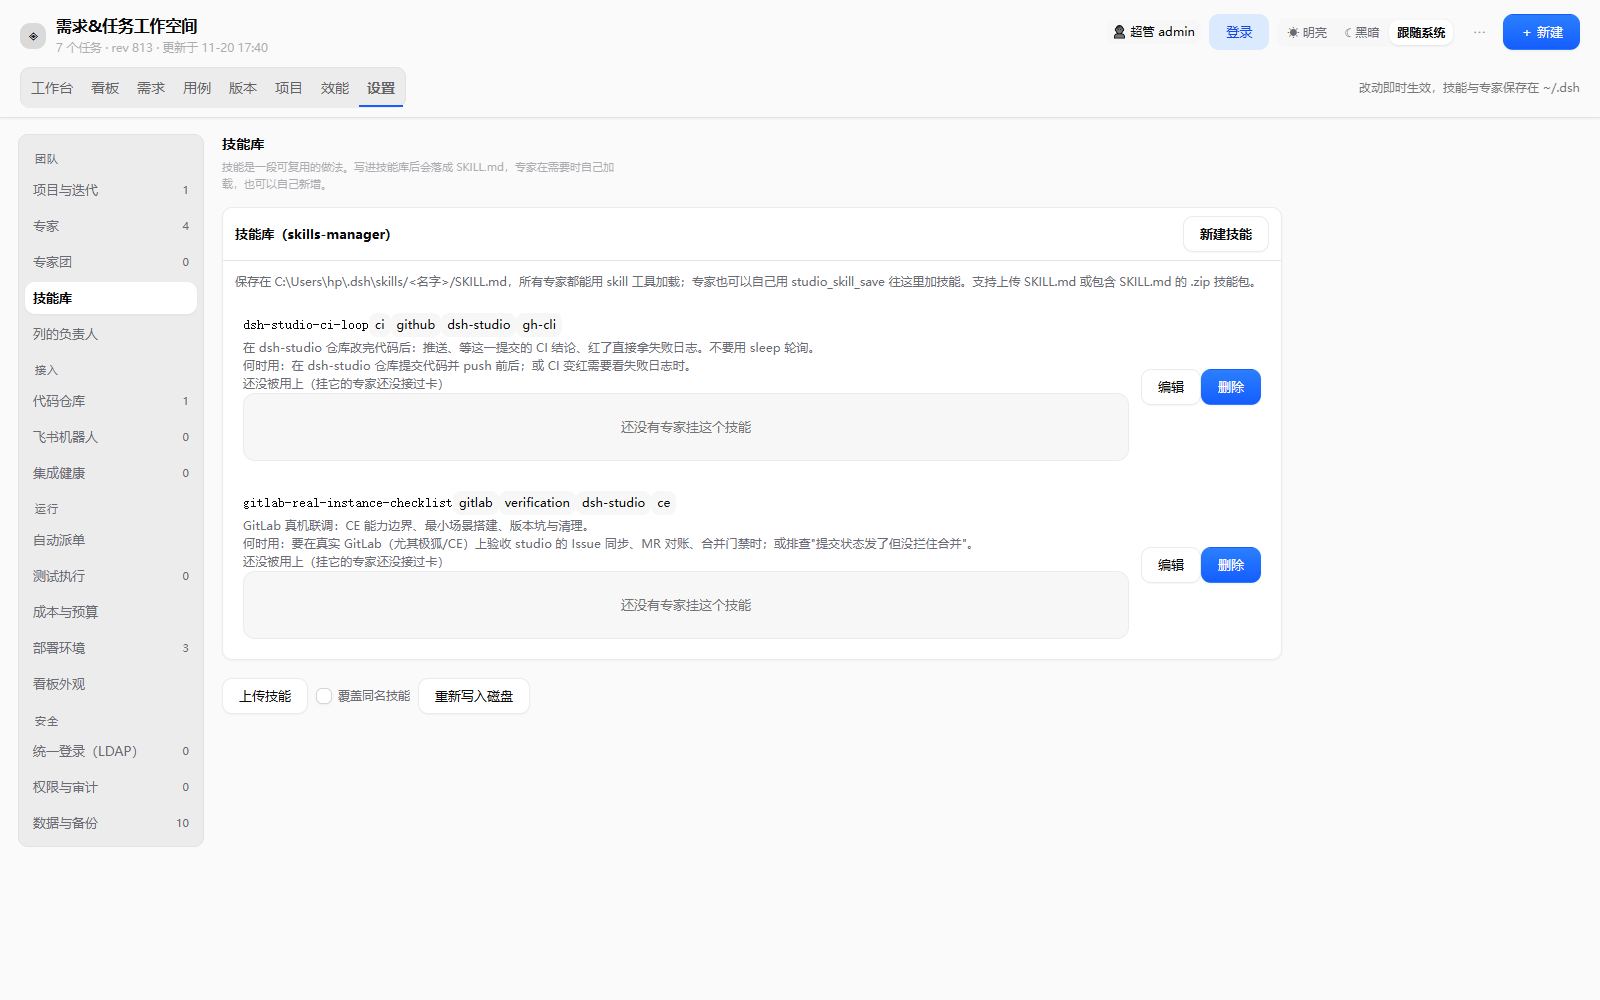 需求&任务工作空间
7 个任务 · rev 813 · 更新于 11-20 17:40
超管 admin
登录
明亮
黑暗
跟随系统
···
+ 新建
工作台 看板 需求 用例 版本 项目 效能 设置
改动即时生效，技能与专家保存在 ~/.dsh
团队
项目与迭代 1
专家 4
专家团 0
技能库
列的负责人
接入
代码仓库 1
飞书机器人 0
集成健康 0
运行
自动派单
测试执行 0
成本与预算
部署环境 3
看板外观
安全
统一登录（LDAP） 0
权限与审计 0
数据与备份 10
技能库
技能是一段可复用的做法。写进技能库后会落成 SKILL.md，专家在需要时自己加
载，也可以自己新增。
技能库（skills-manager）
新建技能
保存在 C:\Users\hp\.dsh\skills/<名字>/SKILL.md，所有专家都能用 skill 工具加载；专家也可以自己用 studio_skill_save 往这里加技能。支持上传 SKILL.md 或包含 SKILL.md 的 .zip 技能包。
dsh-studio-ci-loop ci github dsh-studio gh-cli
在 dsh-studio 仓库改完代码后：推送、等这一提交的 CI 结论、红了直接拿失败日志。不要用 sleep 轮询。
何时用：在 dsh-studio 仓库提交代码并 push 前后；或 CI 变红需要看失败日志时。
还没被用上（挂它的专家还没接过卡）
还没有专家挂这个技能
编辑 删除
gitlab-real-instance-checklist gitlab verification dsh-studio ce
GitLab 真机联调：CE 能力边界、最小场景搭建、版本坑与清理。
何时用：要在真实 GitLab（尤其极狐/CE）上验收 studio 的 Issue 同步、MR 对账、合并门禁时；或排查"提交状态发了但没拦住合并"。
还没被用上（挂它的专家还没接过卡）
还没有专家挂这个技能
编辑 删除
上传技能 覆盖同名技能 重新写入磁盘